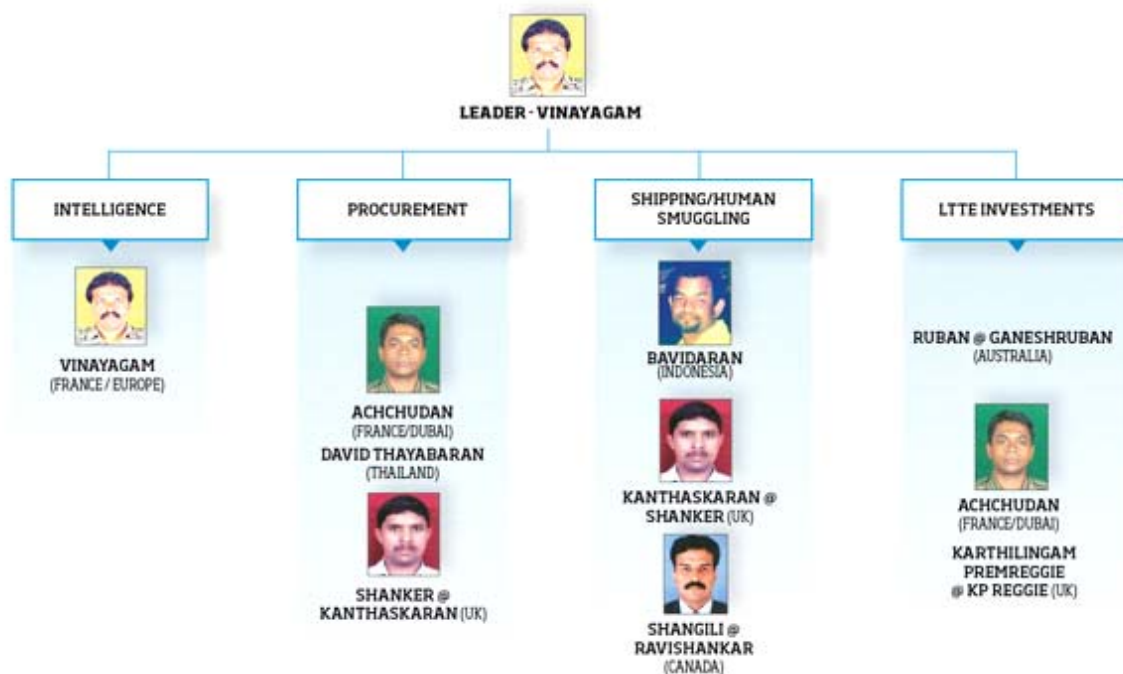 LEADER - VINAYAGAM
INTELLIGENCE
VINAYAGAM
(FRANCE / EUROPE)
PROCUREMENT
ACHCHUDAN
(FRANCE/DUBAI)
DAVID THAYABARAN
(THAILAND)
SHANKER @
KANTHASKARAN (UK)
SHIPPING/HUMAN
SMUGGLING
BAVIDARAN
(INDONESIA)
KANTHASKARAN @
SHANKER (UK)
SHANGILI @
RAVISHANKAR
(CANADA)
LTTE INVESTMENTS
RUBAN @ GANESHRUBAN
(AUSTRALIA)
ACHCHUDAN
(FRANCE/DUBAI)
KARTHILINGAM
PREMREGGIE
@ KP REGGIE (UK)